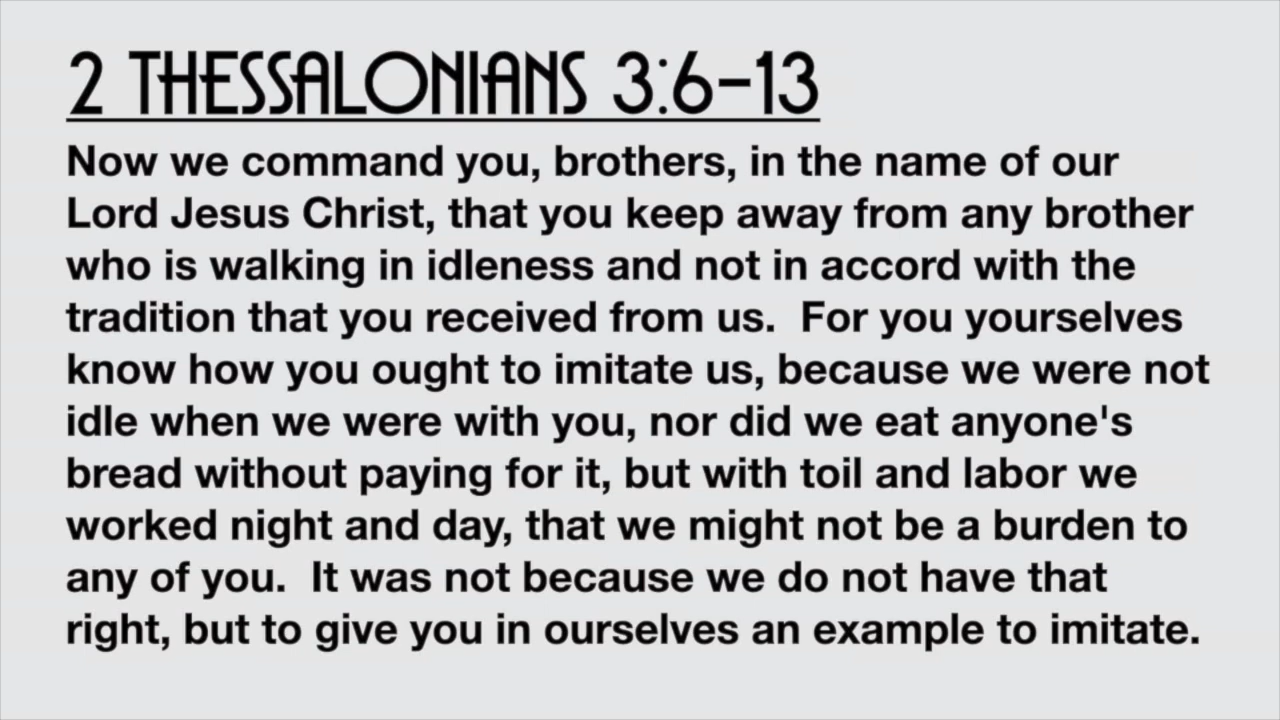 2 THESSALONIANS 3:6–13
Now we command you, brothers, in the name of our
Lord Jesus Christ, that you keep away from any brother
who is walking in idleness and not in accord with the
tradition that you received from us.  For you yourselves
know how you ought to imitate us, because we were not
idle when we were with you, nor did we eat anyone's
bread without paying for it, but with toil and labor we
worked night and day, that we might not be a burden to
any of you.  It was not because we do not have that
right, but to give you in ourselves an example to imitate.